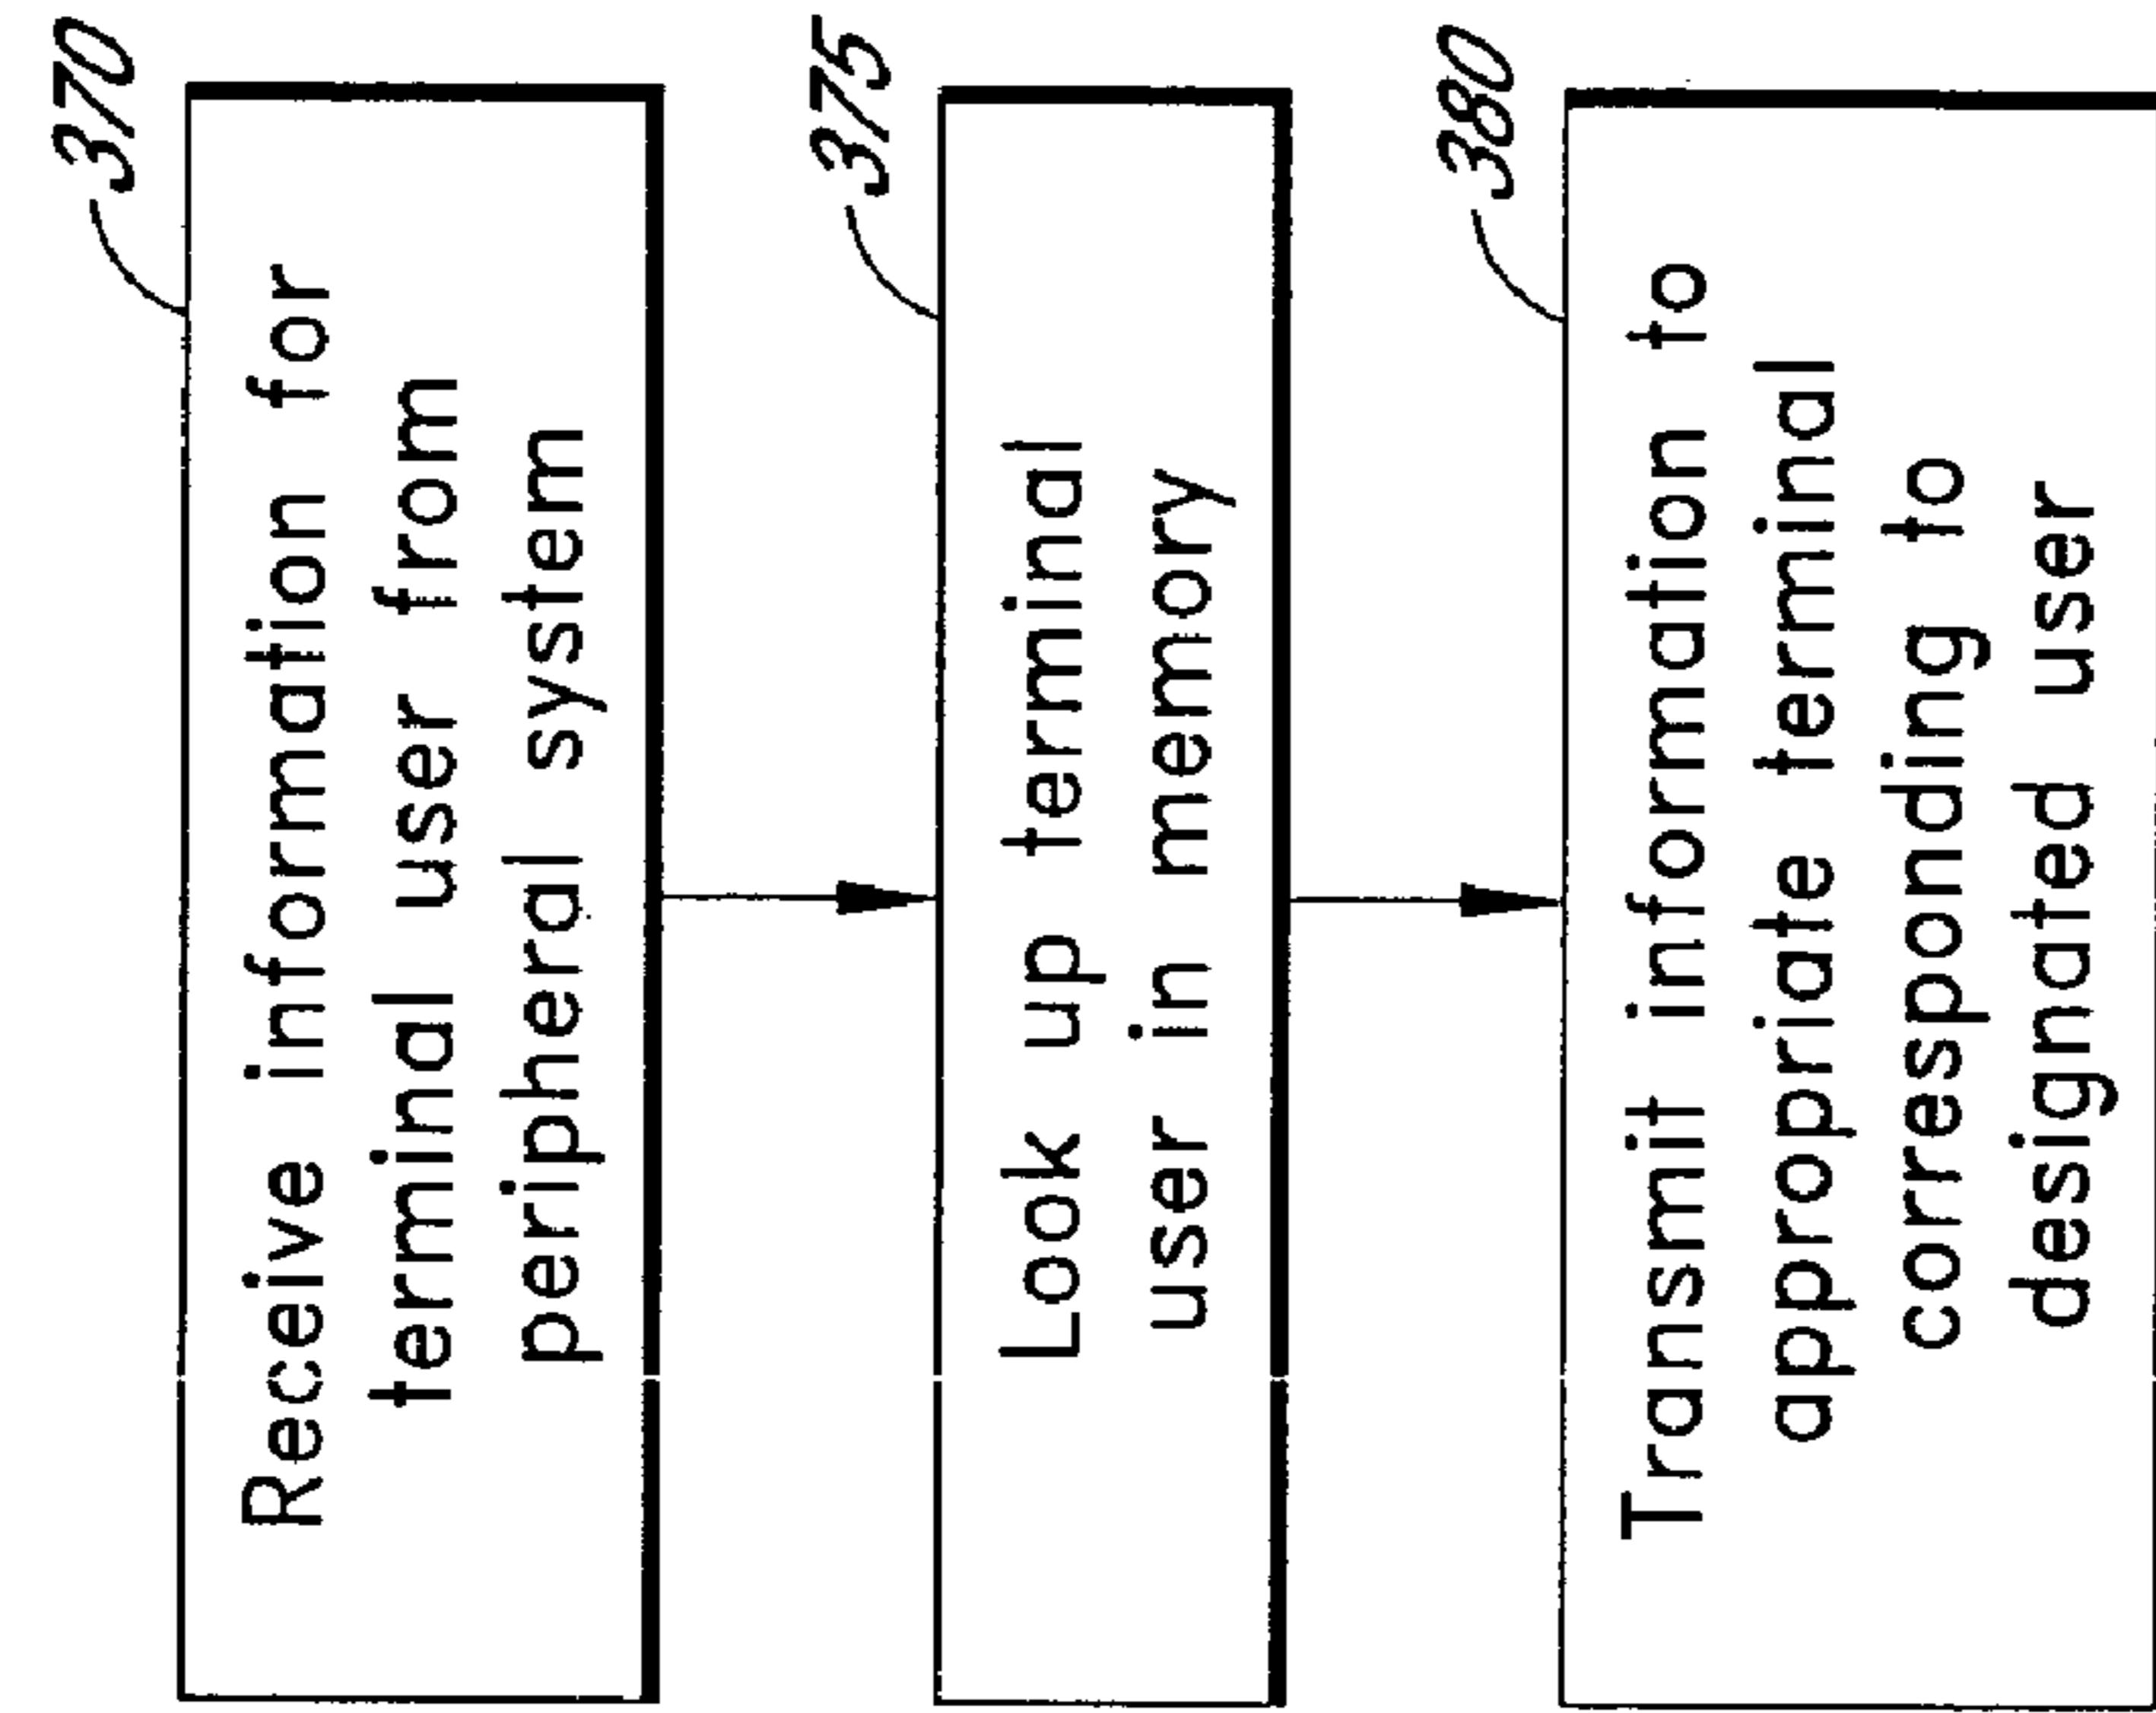 370
Receive information for
terminal user from
peripheral system
375
Look up terminal
user in memory
380
Transmit information to
appropriate terminal
corresponding to
designated user